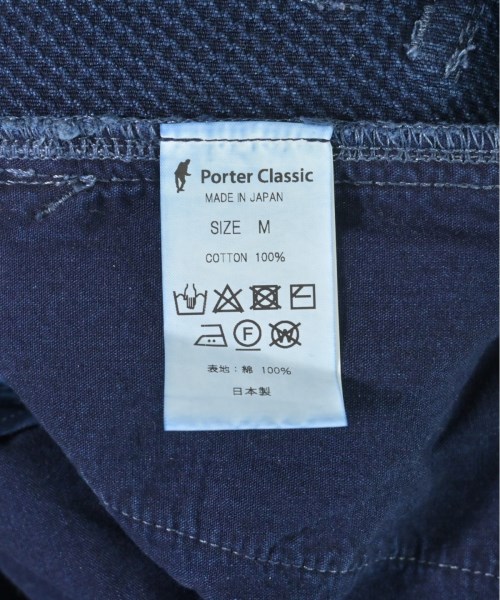 Porter Classic
MADE IN JAPAN
SIZE M
COTTON 100%
F
W
表地：綿 100%
日本製